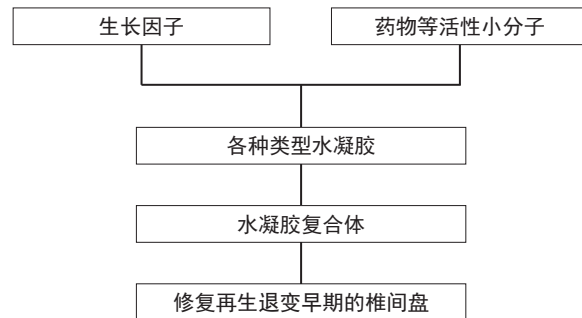 生长因子
药物等活性小分子
各种类型水凝胶
水凝胶复合体
修复再生退变早期的椎间盘